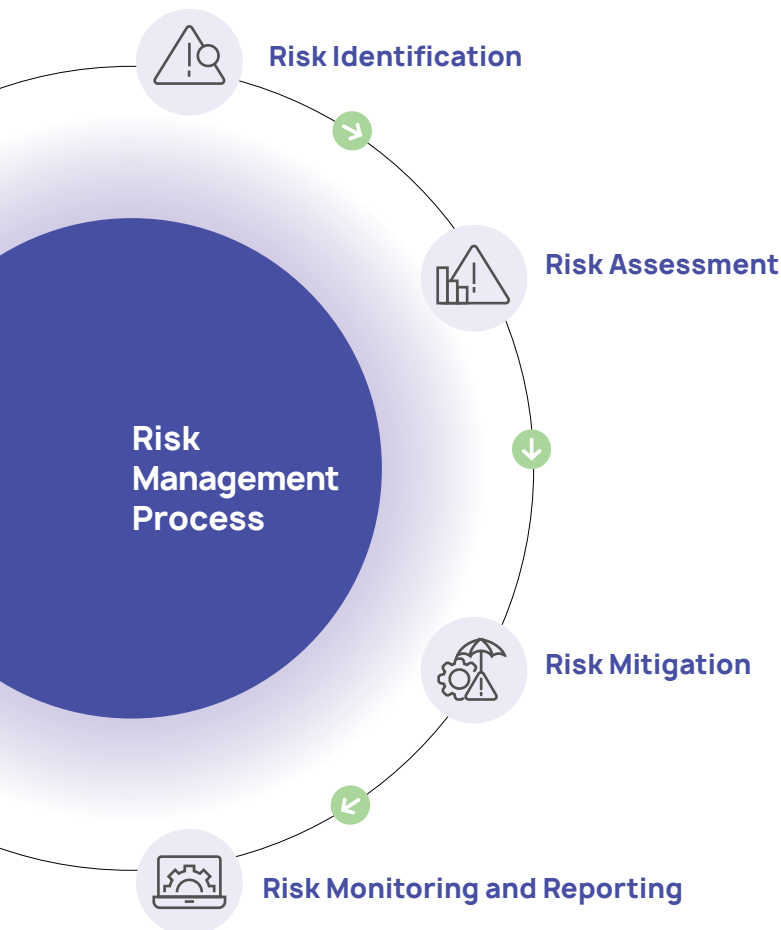 Risk Identification
Risk Assessment
Risk
Management
Process
Risk Mitigation
Risk Monitoring and Reporting